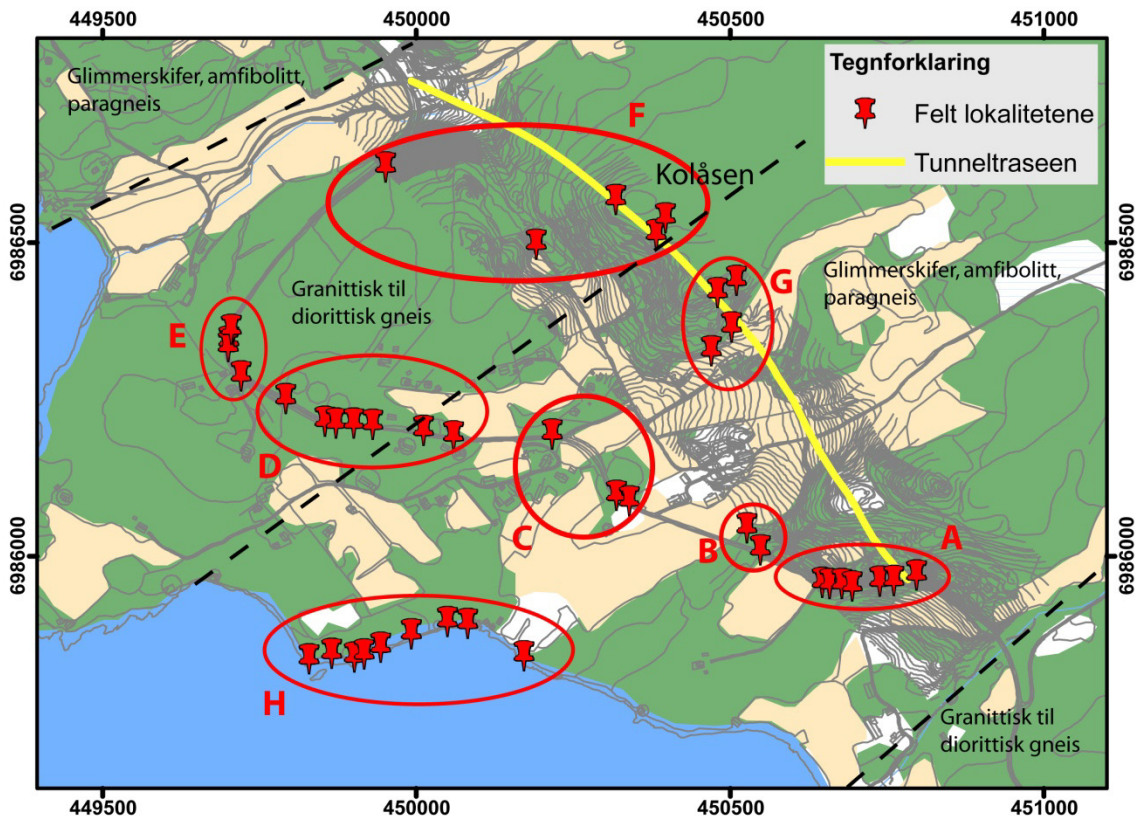 449500
450000
450500
451000
Glimmerskifer, amfibolitt,
paragneis
F
Tegnforklaring
Felt lokalitetene
Tunneltraseen
Kolåsen
6986500
6986500
G
Glimmerskifer, amfibolitt,
paragneis
Granittisk til
diorittisk gneis
E
D
C
B
A
6986000
6986000
H
Granittisk til
diorittisk gneis
449500
450000
450500
451000